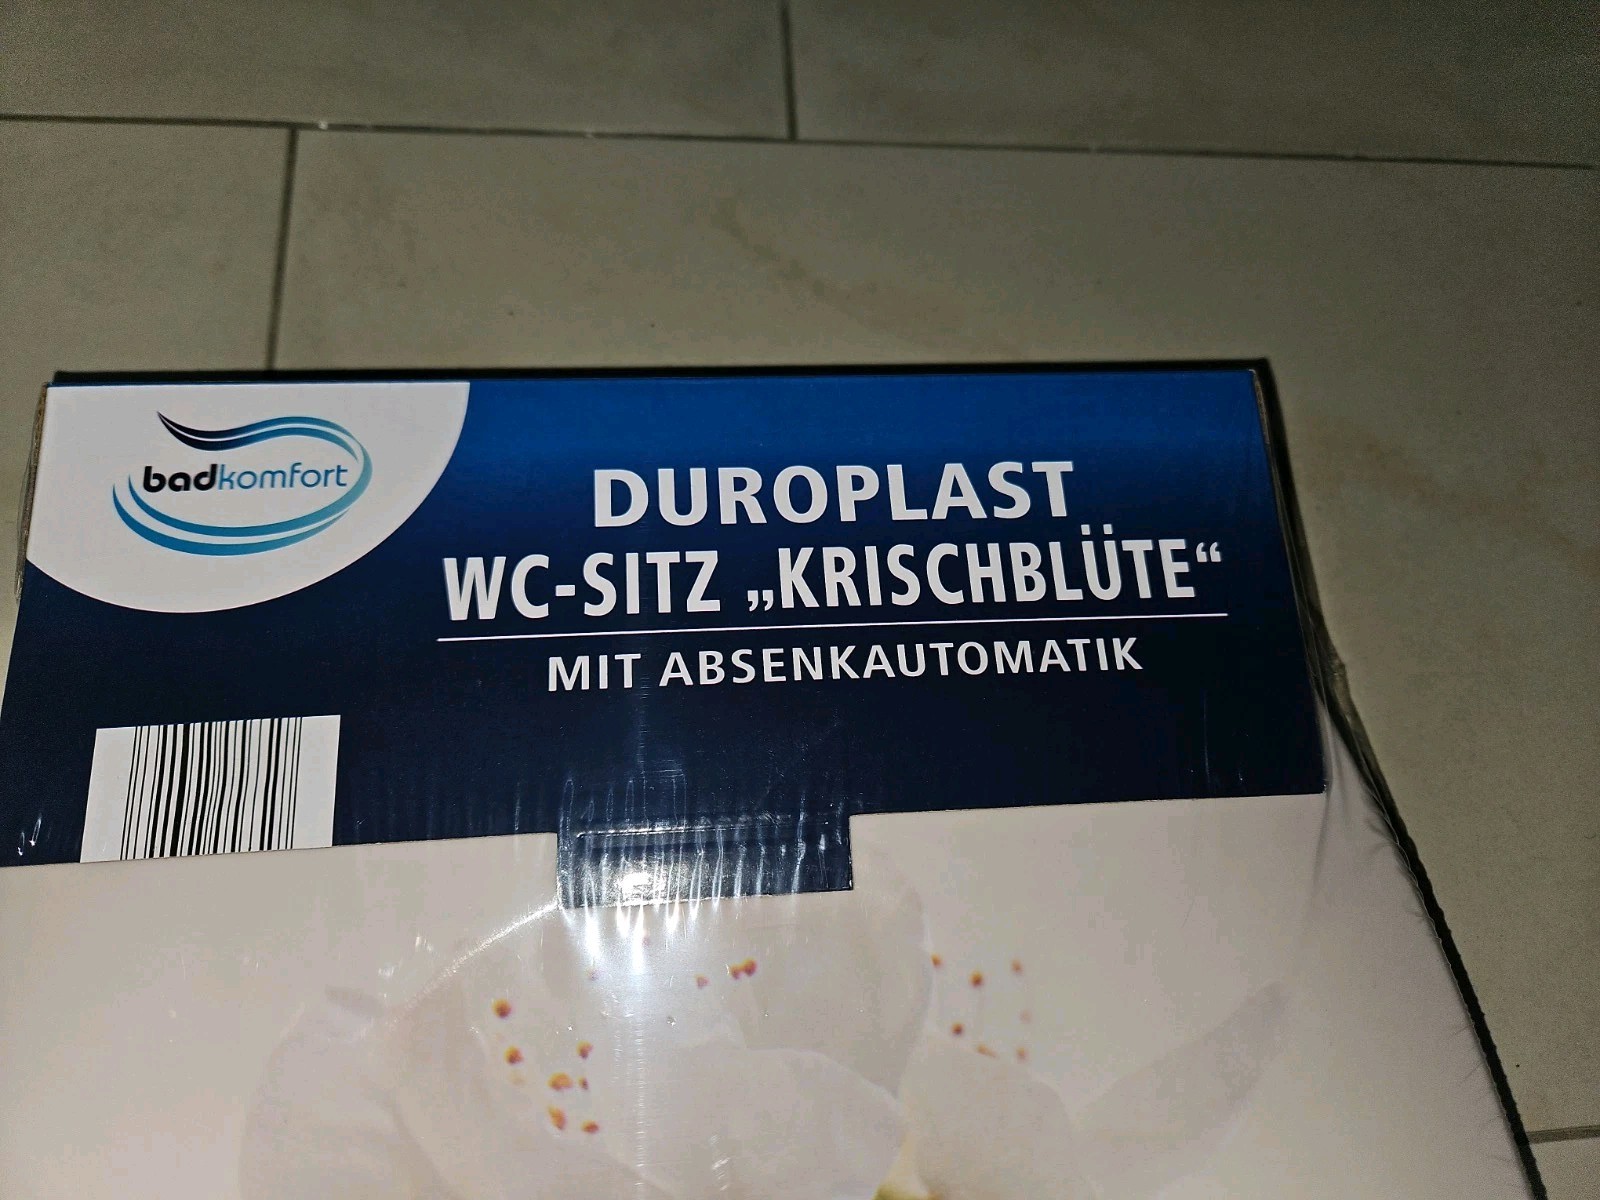 badkomfort
DUROPLAST
WC-SITZ „KRISCHBLÜTE“
MIT ABSENKAUTOMATIK